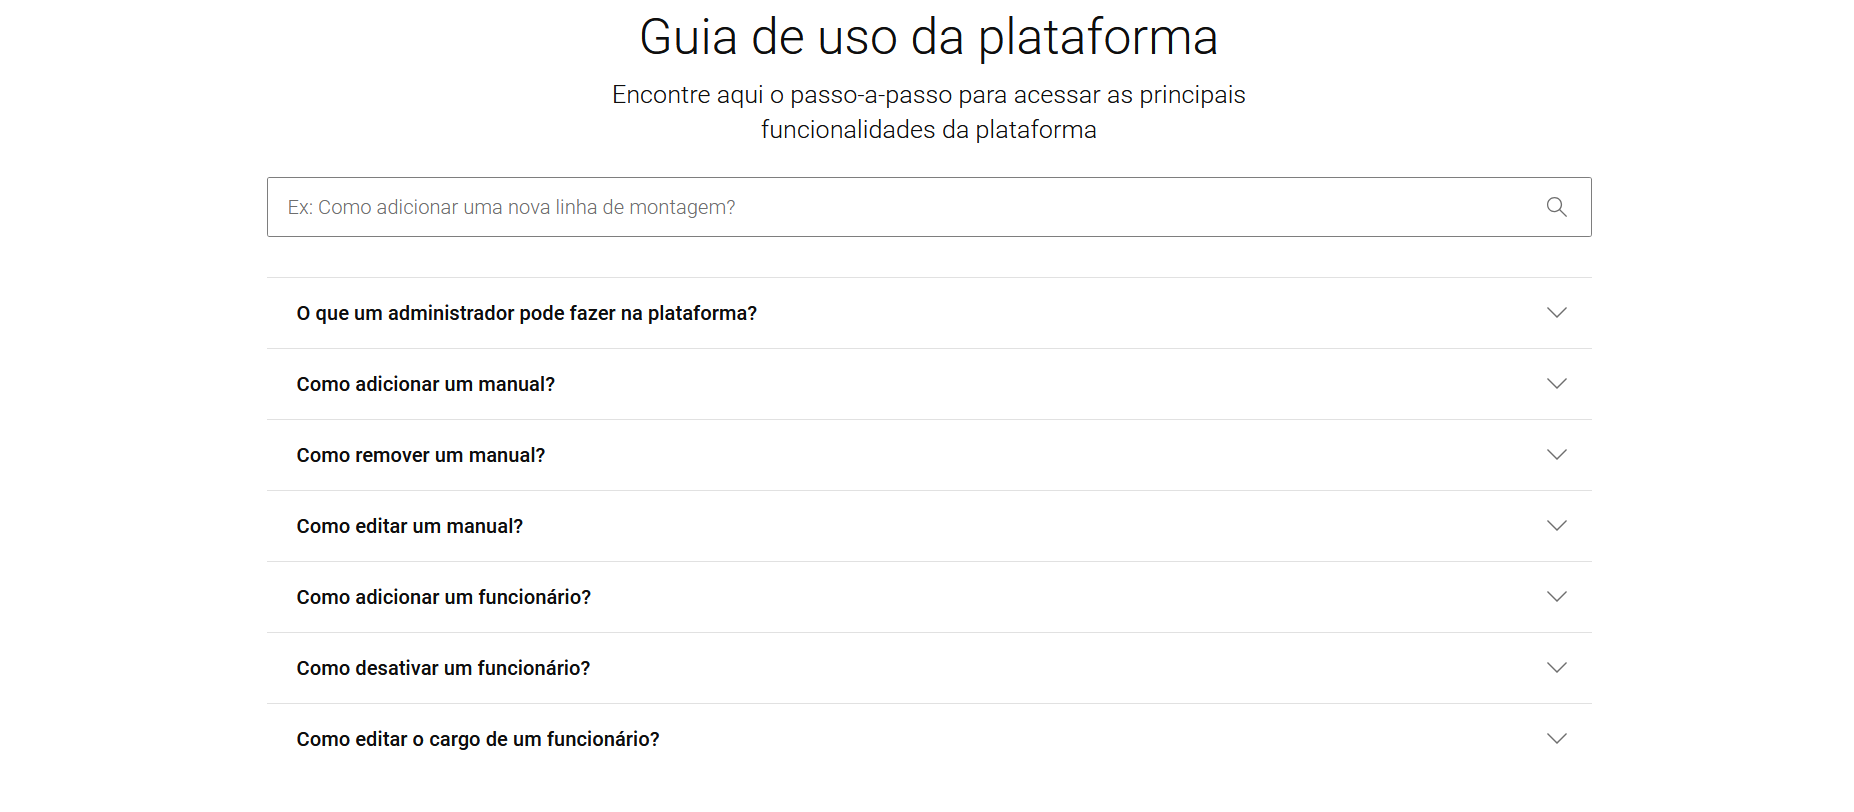 Guia de uso da plataforma
Encontre aqui o passo-a-passo para acessar as principais
funcionalidades da plataforma
Ex: Como adicionar uma nova linha de montagem?
O que um administrador pode fazer na plataforma?
Como adicionar um manual?
Como remover um manual?
Como editar um manual?
Como adicionar um funcionário?
Como desativar um funcionário?
Como editar o cargo de um funcionário?